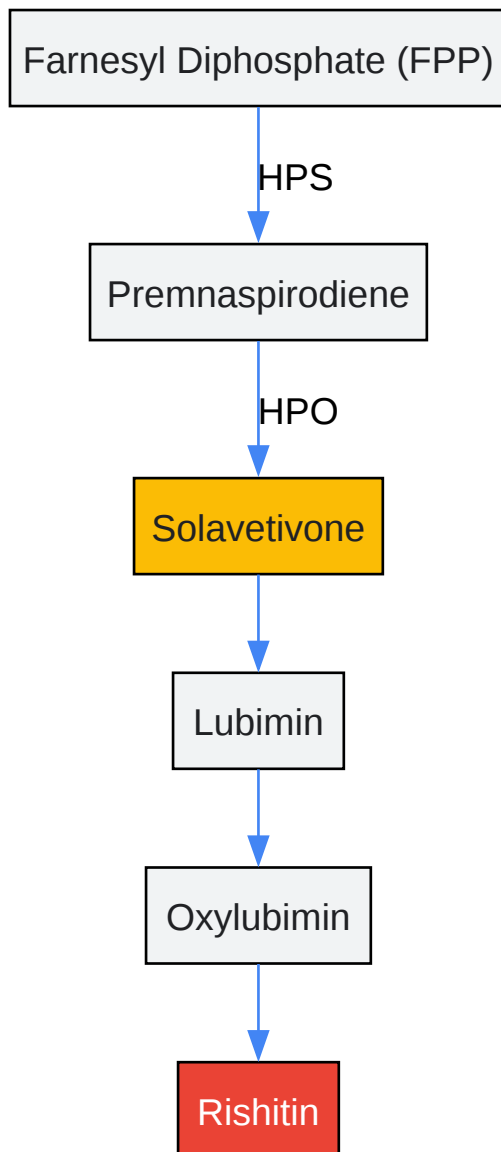 Farnesyl Diphosphate (FPP)
HPS
Premnaspirodiene
HPO
Solavetivone
Lubimin
Oxylubimin
Rishitin